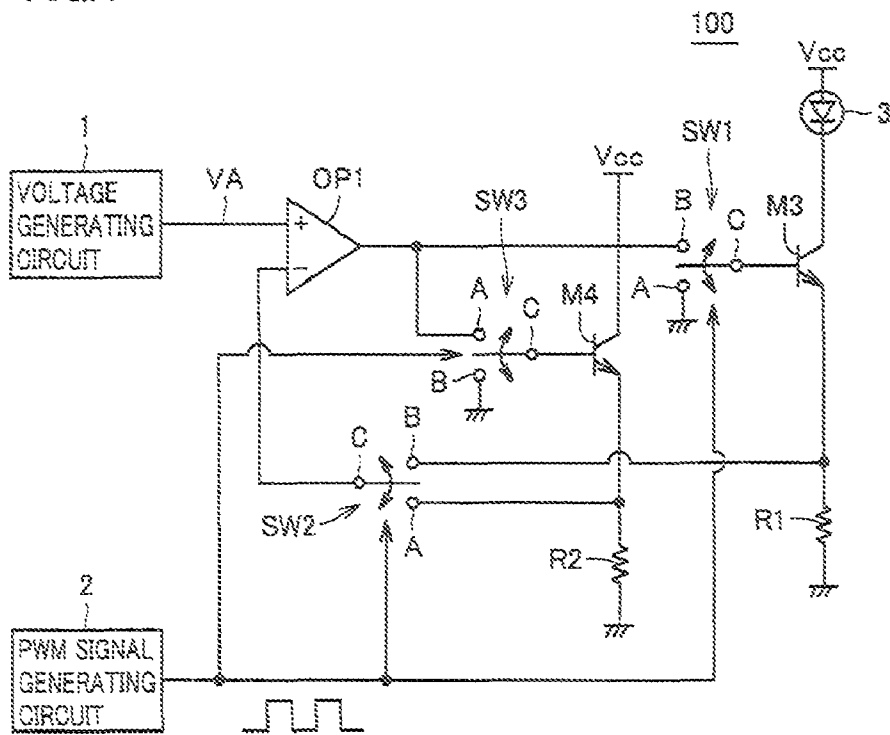 100
Vcc
3
1
SW1
VOLTAGE
GENERATING
CIRCUIT
VA
OP1
Vcc
SW3
B
C
M3
+
−
A
C
M4
A
B
C
B
SW2
A
R2
R1
2
PWM SIGNAL
GENERATING
CIRCUIT